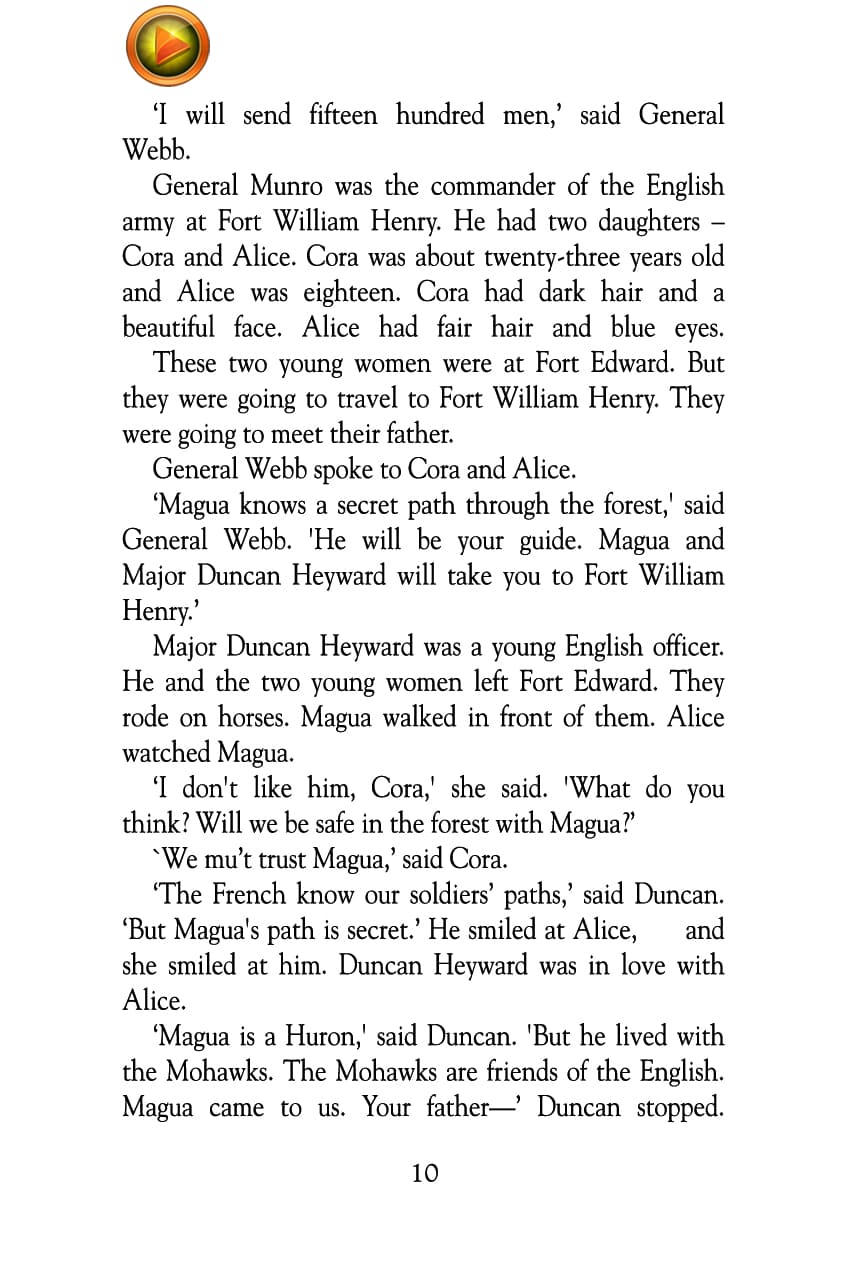 ‘I will send fifteen hundred men,’ said General
Webb.
General Munro was the commander of the English
army at Fort William Henry. He had two daughters –
Cora and Alice. Cora was about twenty-three years old
and Alice was eighteen. Cora had dark hair and a
beautiful face. Alice had fair hair and blue eyes.
These two young women were at Fort Edward. But
they were going to travel to Fort William Henry. They
were going to meet their father.
General Webb spoke to Cora and Alice.
‘Magua knows a secret path through the forest,' said
General Webb. 'He will be your guide. Magua and
Major Duncan Heyward will take you to Fort William
Henry.’
Major Duncan Heyward was a young English officer.
He and the two young women left Fort Edward. They
rode on horses. Magua walked in front of them. Alice
watched Magua.
‘I don't like him, Cora,' she said. 'What do you
think? Will we be safe in the forest with Magua?’
`We mu’t trust Magua,’ said Cora.
‘The French know our soldiers’ paths,’ said Duncan.
‘But Magua's path is secret.’ He smiled at Alice, and
she smiled at him. Duncan Heyward was in love with
Alice.
‘Magua is a Huron,' said Duncan. 'But he lived with
the Mohawks. The Mohawks are friends of the English.
Magua came to us. Your father—’ Duncan stopped.
10